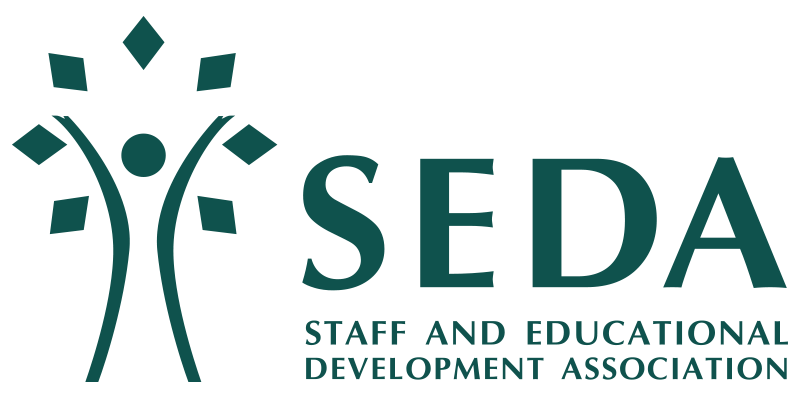 SEDA
STAFF AND EDUCATIONAL
DEVELOPMENT ASSOCIATION